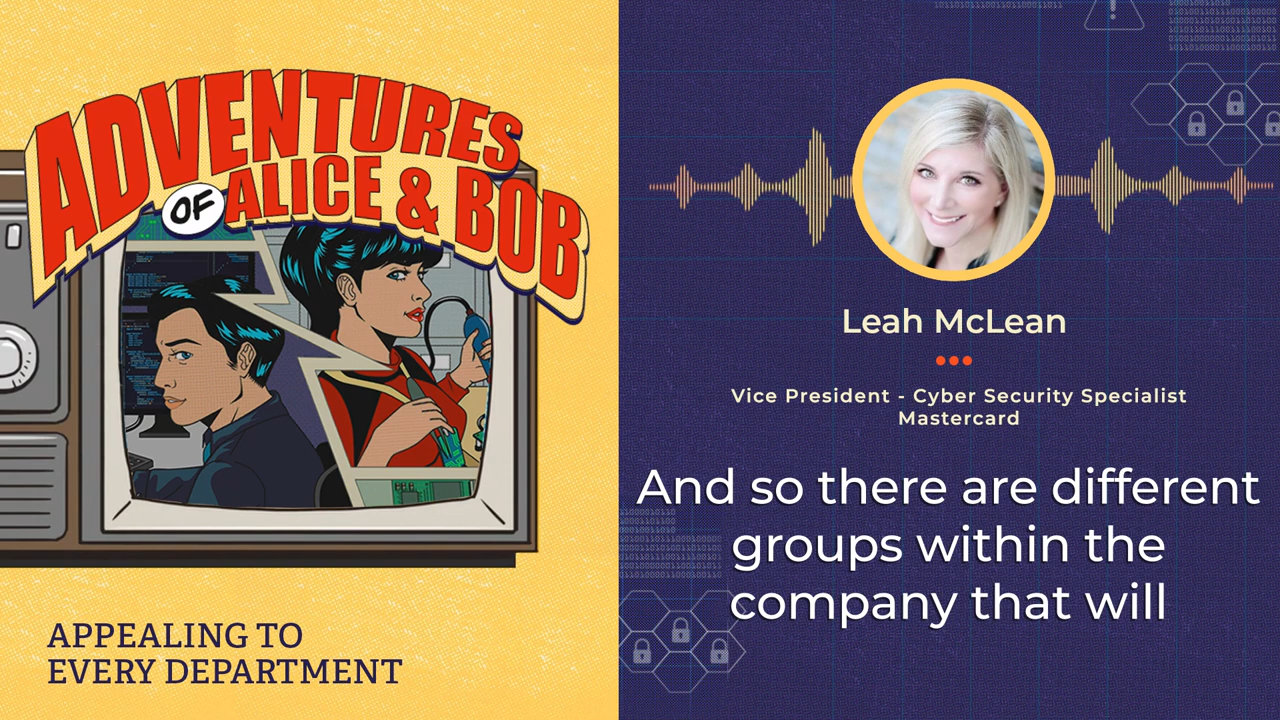 ADVENTURES
OF ALICE & BOB
APPEALING TO
EVERY DEPARTMENT
Leah McLean
Vice President - Cyber Security Specialist
Mastercard
And so there are different
groups within the
company that will